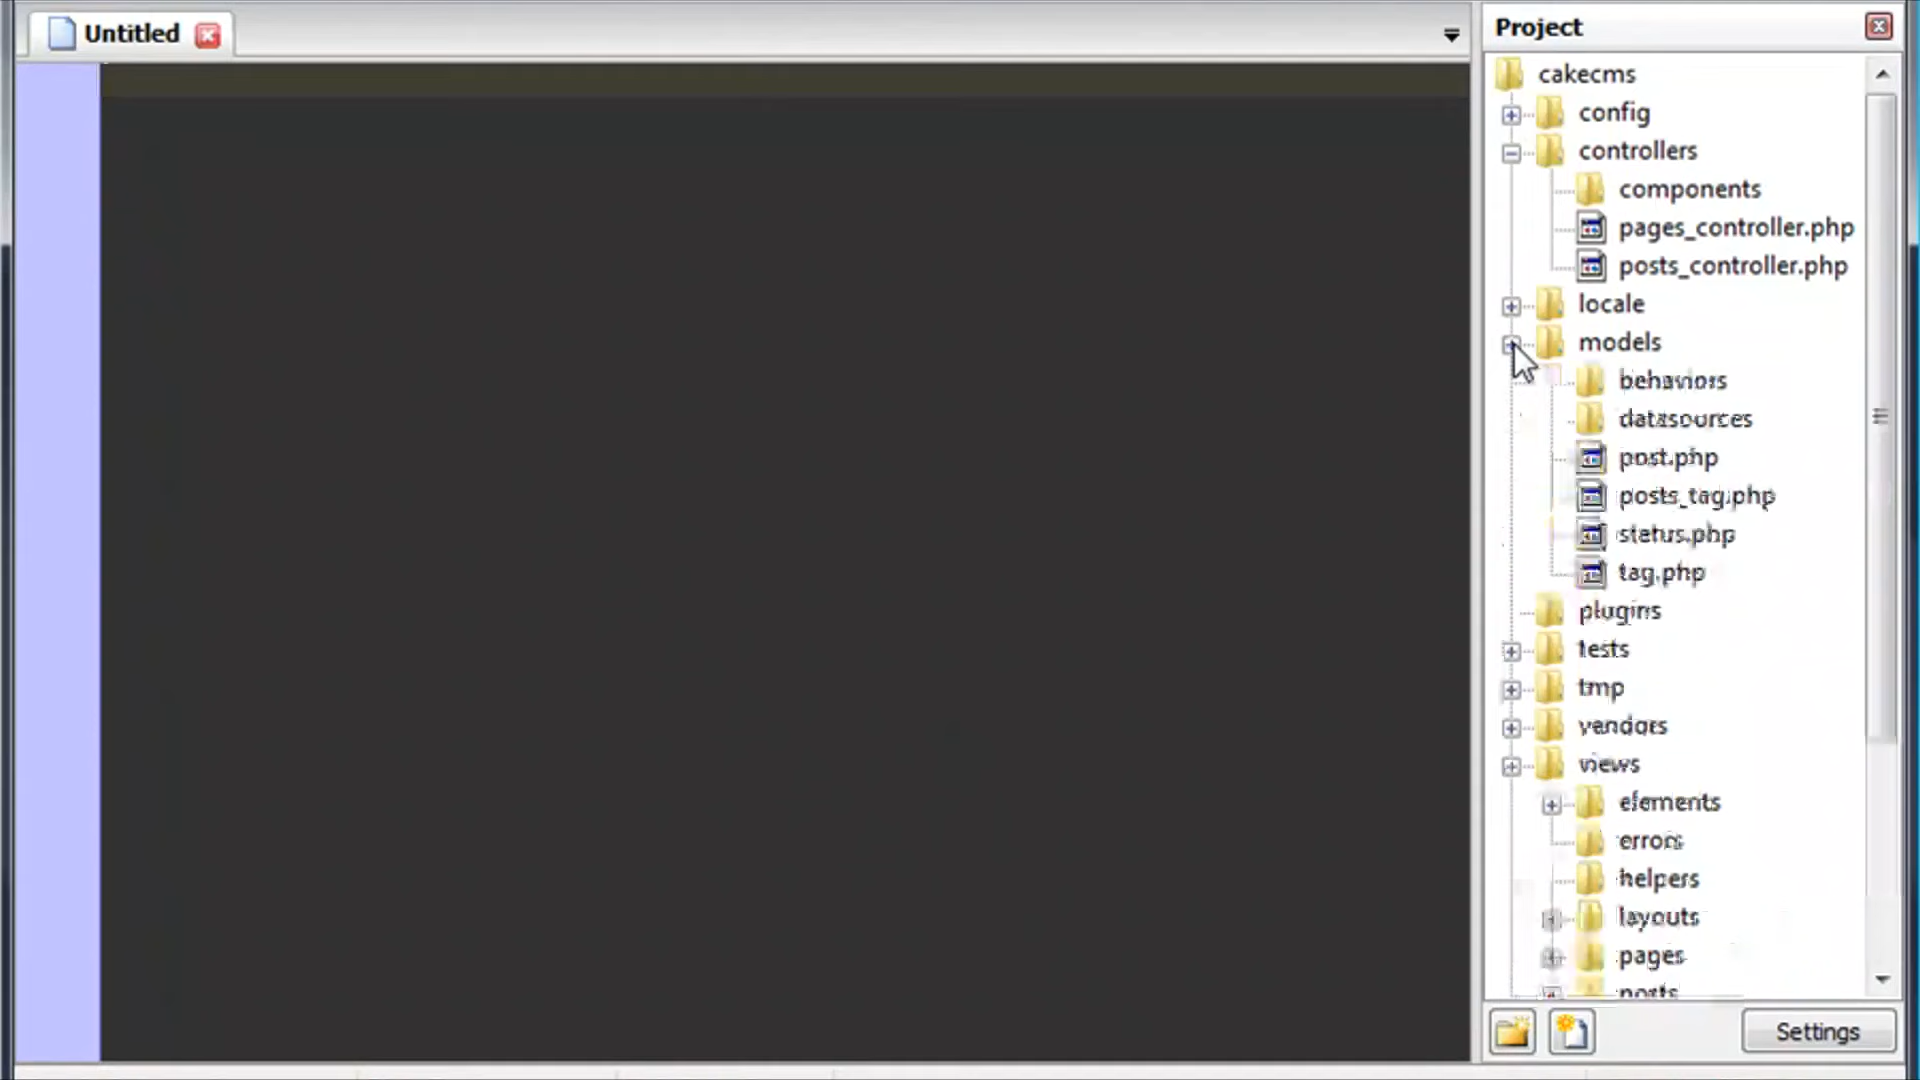 Untitled
Project
cakecms
config
controllers
components
pages_controller.php
posts_controller.php
locale
models
behaviors
datasources
post.php
posts_tag.php
status.php
tag.php
plugins
tests
tmp
vendors
views
elements
errors
helpers
layouts
pages
posts
Settings